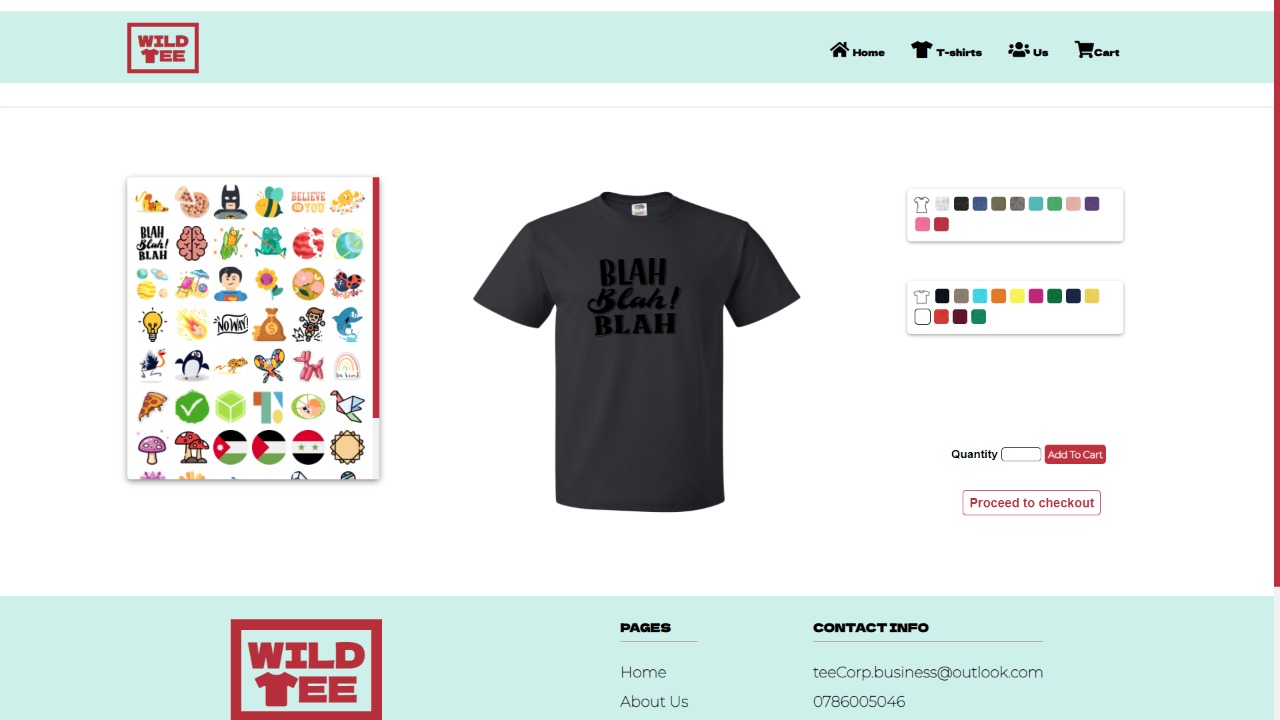 WILD
TEE
Home
T-shirts
Us
Cart
BELIEVE
IN
YOU
BLAH
Blah!
BLAH
NO WAY!
be kind
BLAH
Blah!
BLAH
Quantity
Add To Cart
Proceed to checkout
WILD
TEE
PAGES
Home
About Us
CONTACT INFO
teeCorp.business@outlook.com
0786005046